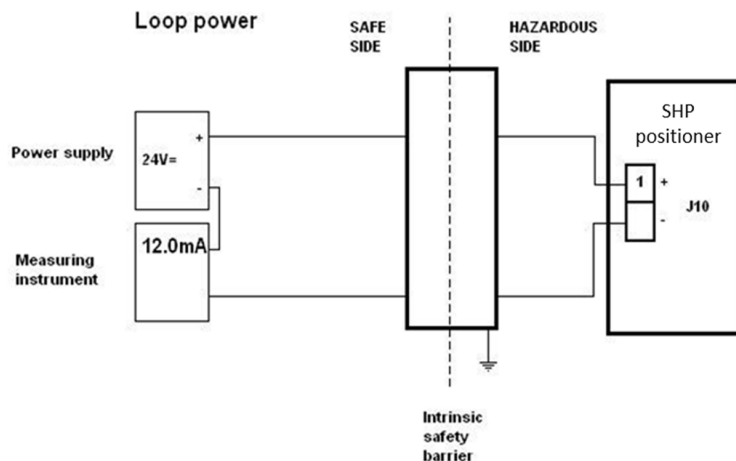 Loop power
SAFE
SIDE
HAZARDOUS
SIDE
SHP
positioner
Power supply
+
24V=
-
1
+
J10
-
Measuring
instrument
12.0mA
Intrinsic
safety
barrier